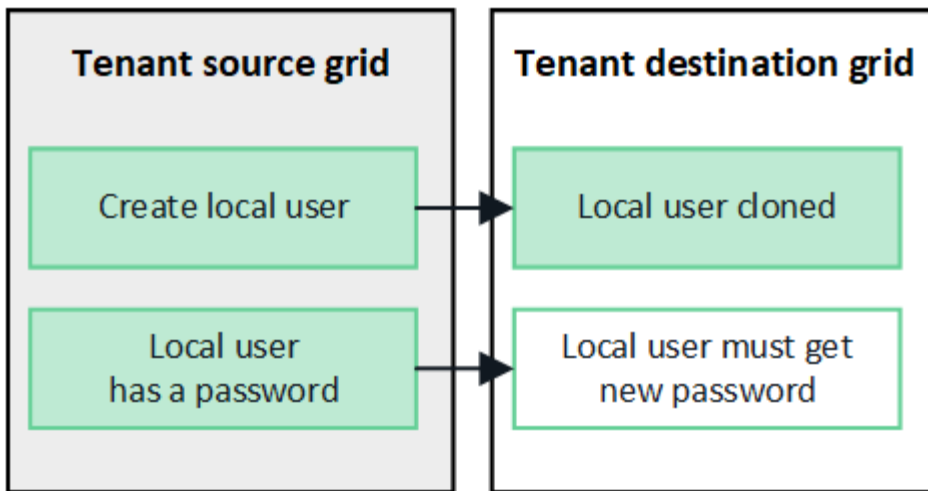 Tenant source grid
Create local user
Local user
has a password
Tenant destination grid
Local user cloned
Local user must get
new password